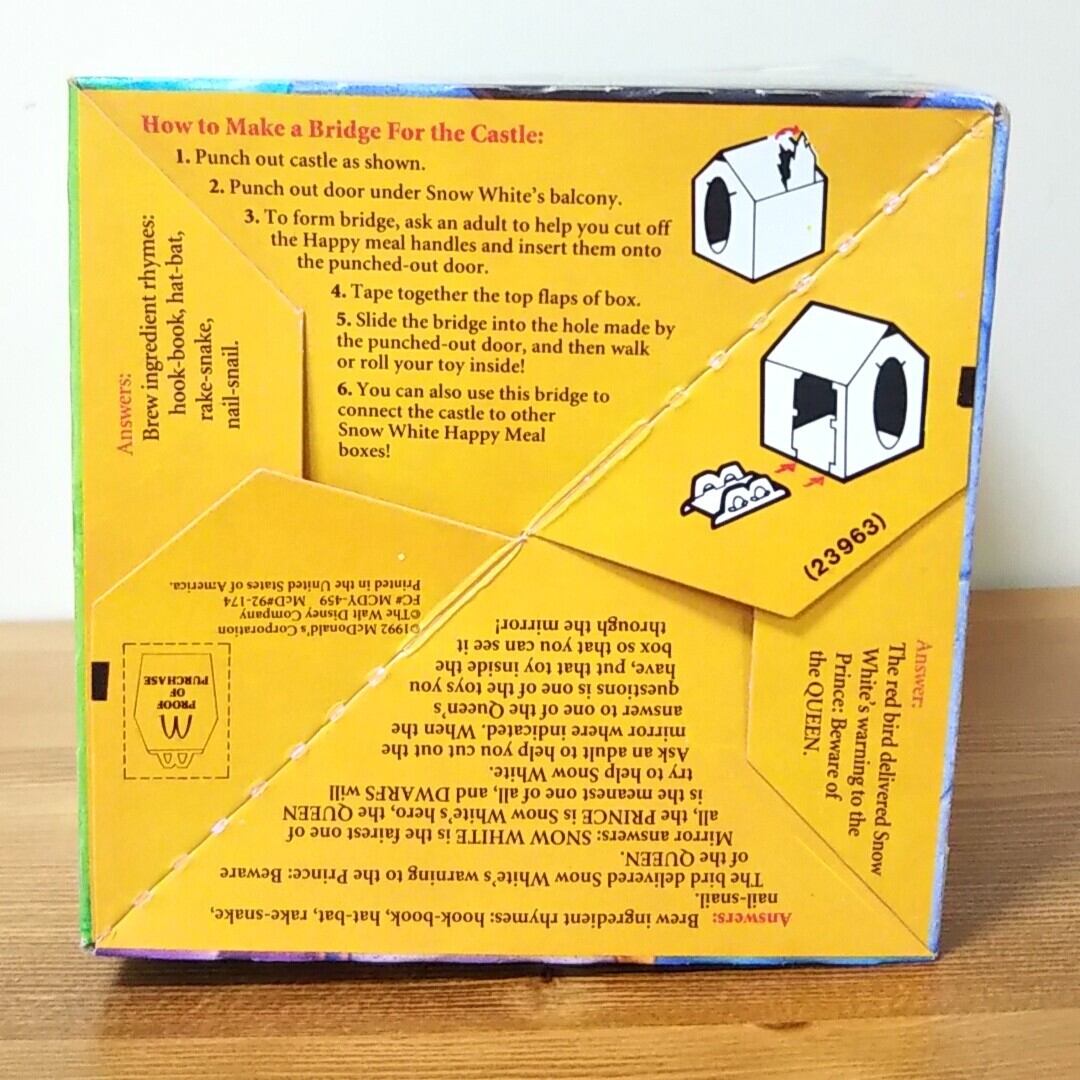 How to Make a Bridge For the Castle:
1. Punch out castle as shown.
2. Punch out door under Snow White's balcony.
3. To form bridge, ask an adult to help you cut off
the Happy meal handles and insert them onto
the punched-out door.
4. Tape together the top flaps of box.
5. Slide the bridge into the hole made by
the punched-out door, and then walk
or roll your toy inside!
6. You can also use this bridge to
connect the castle to other
Snow White Happy Meal
boxes!
Answers:
Brew ingredient rhymes:
hook-book, hat-bat,
rake-snake,
nail-snail.
(23963)
Answer:
The red bird delivered Snow
White's warning to the
Prince: Beware of
the QUEEN.
Answers: Brew ingredient rhymes: hook-book, hat-bat, rake-snake,
nail-snail.
The bird delivered Snow White's warning to the Prince: Beware
of the QUEEN.
Mirror answers: SNOW WHITE is the fairest one of
all, the PRINCE is Snow White's hero, the QUEEN
is the meanest one of all, and DWARFS will
try to help Snow White.
Ask an adult to help you cut out the
mirror where indicated. When the
answer to one of the Queen's
questions is one of the toys you
have, put that toy inside the
box so that you can see it
through the mirror!
PROOF
OF
PURCHASE
©1992 McDonald's Corporation
©The Walt Disney Company
FC# MCDY-459 McD#92-174
Printed in the United States of America.